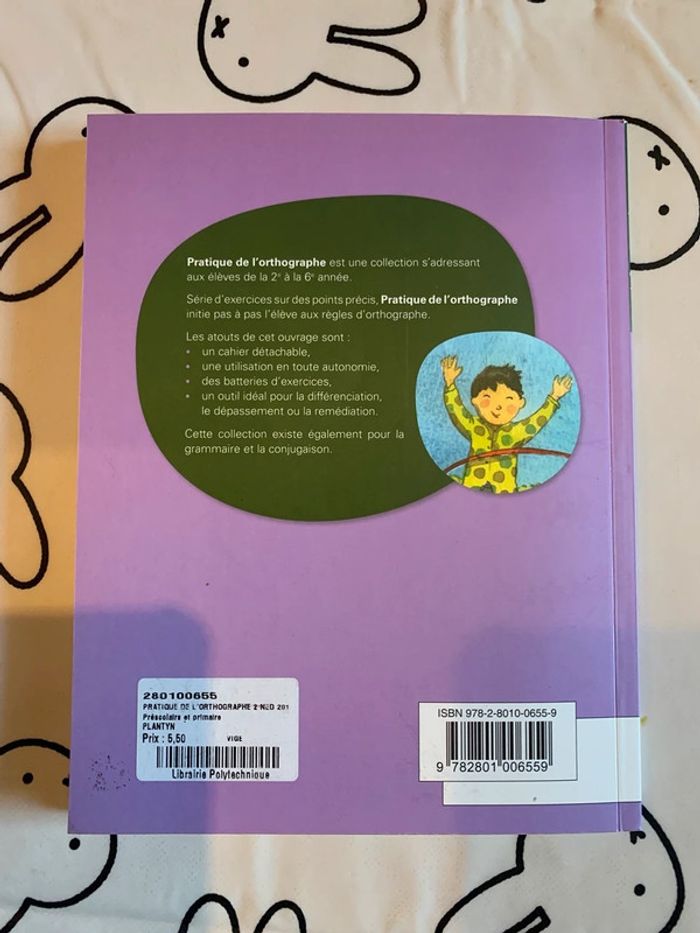 Pratique de l'orthographe est une collection s'adressant
aux élèves de la 2e à la 6e année.
Série d'exercices sur des points précis, Pratique de l'orthographe
initie pas à pas l'élève aux règles d'orthographe.
Les atouts de cet ouvrage sont :
• un cahier détachable,
• une utilisation en toute autonomie,
• des batteries d'exercices,
• un outil idéal pour la différenciation,
le dépassement ou la remédiation.
Cette collection existe également pour la
grammaire et la conjugaison.
280100655
PRATIQUE DE L'ORTHOGRAPHE 2 NED 201
Préscolaire et primaire
PLANTYN
Prix : 5,50 VIGE
Librairie Polytechnique
ISBN 978-2-8010-0655-9
9 782801 006559